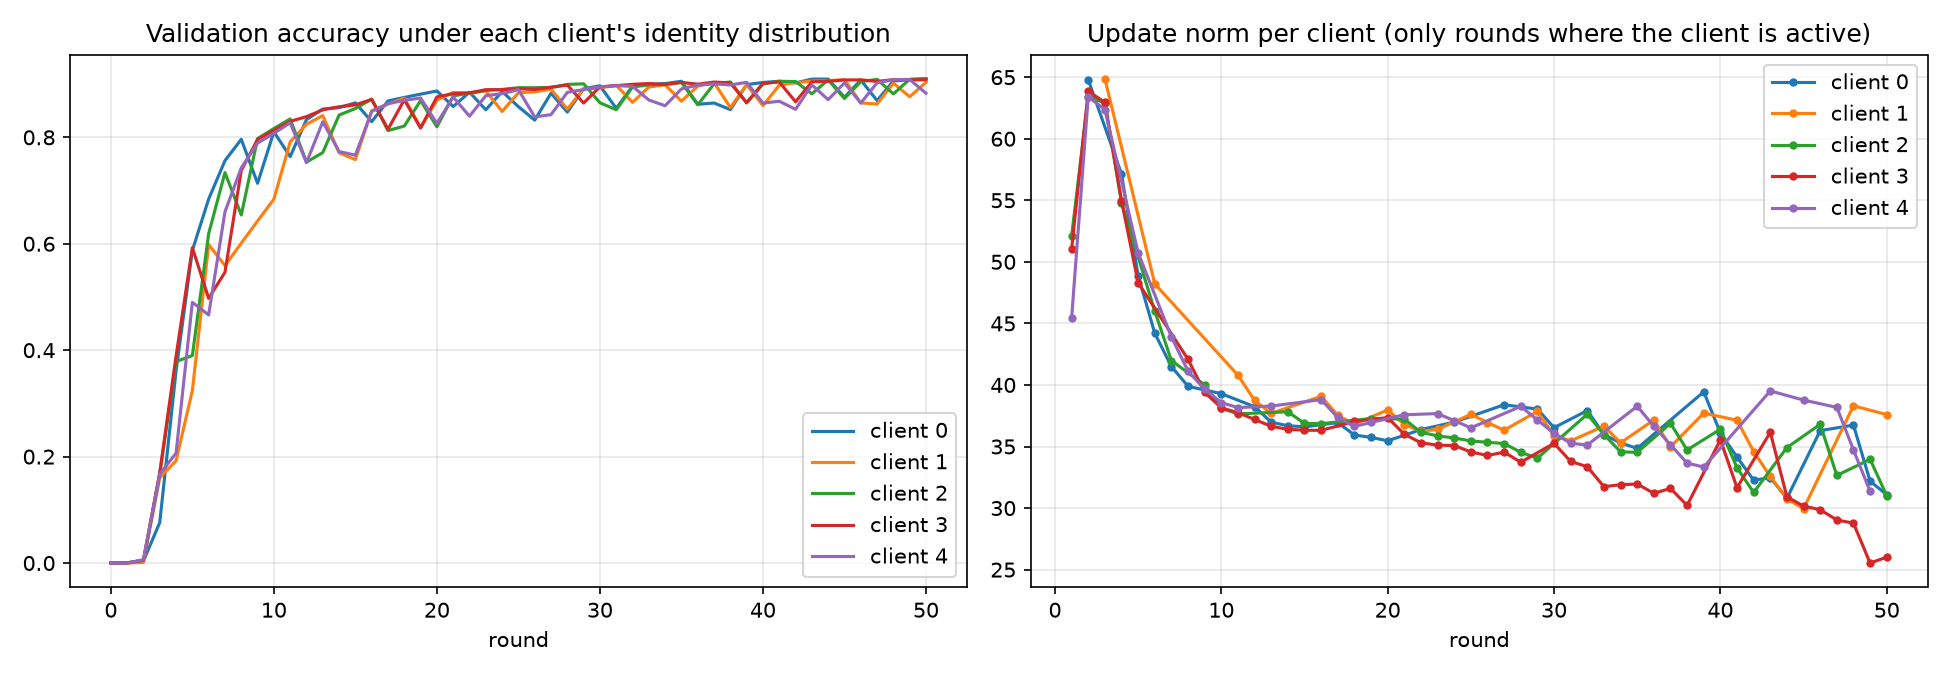 Validation accuracy under each client's identity distribution
0.8
0.6
0.4
0.2
0.0
0 10 20 30 40 50
round
client 0
client 1
client 2
client 3
client 4
Update norm per client (only rounds where the client is active)
65
60
55
50
45
40
35
30
25
0 10 20 30 40 50
round
client 0
client 1
client 2
client 3
client 4